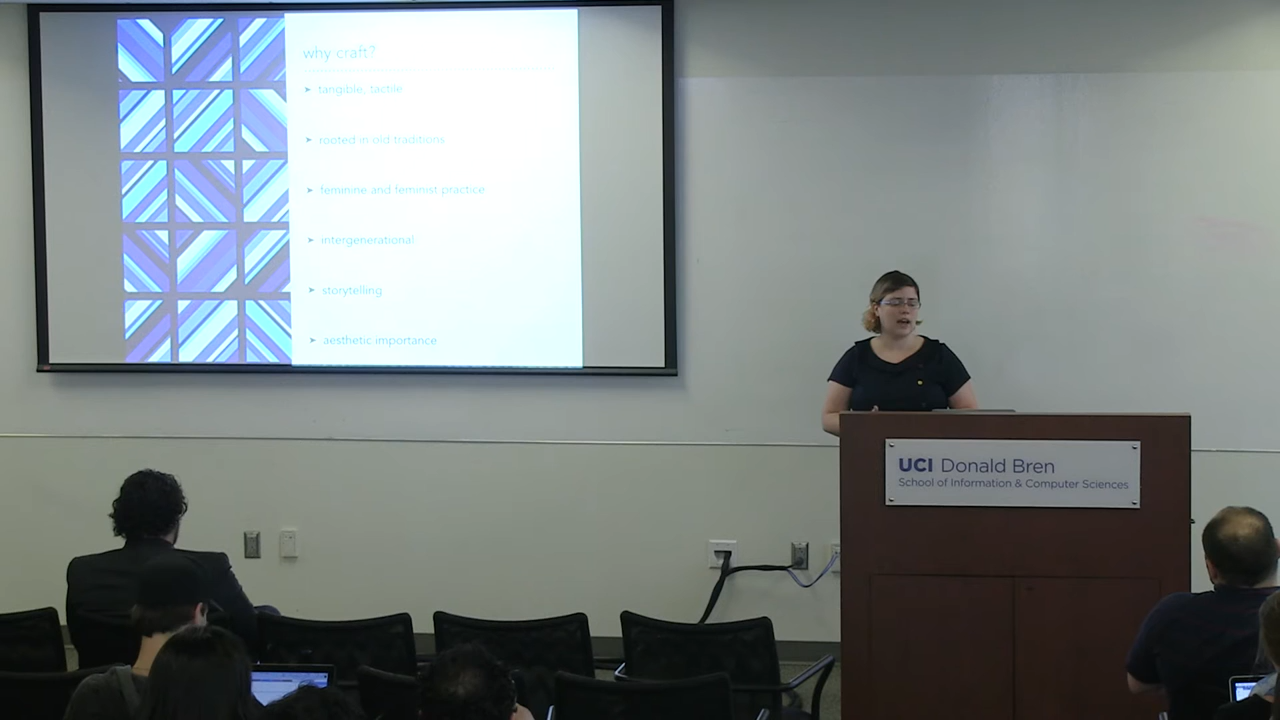 why craft?
➤ tangible, tactile
➤ rooted in old traditions
➤ feminine and feminist practice
➤ intergenerational
➤ storytelling
➤ aesthetic importance
UCI Donald Bren
School of Information & Computer Sciences